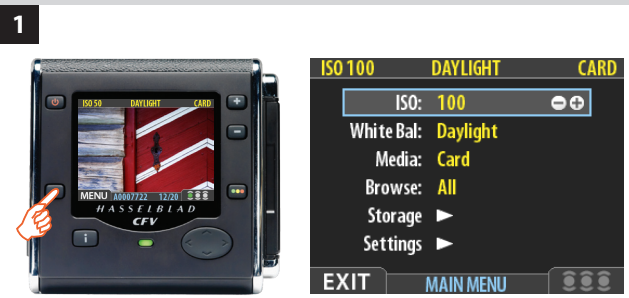 1
ISO 50 DAYLIGHT CARD
MENU A0007722 12/20
HASSELBLAD
CFV
i
ISO 100 DAYLIGHT CARD
ISO: 100
White Bal: Daylight
Media: Card
Browse: All
Storage
Settings
EXIT MAIN MENU